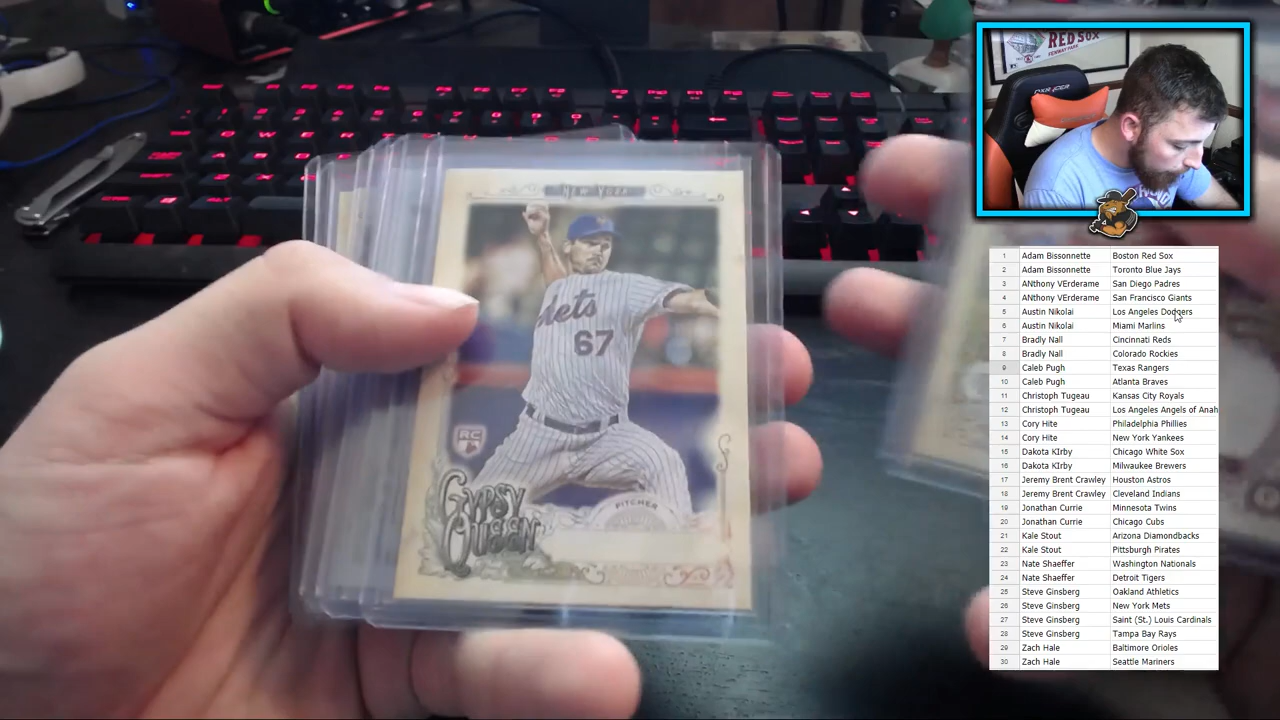 RED SOX
FENWAY PARK
DXRACER
NEW YORK
Mets
67
RC
GYPSY
QUEEN
PITCHER
1 Adam Bissonnette Boston Red Sox
2 Adam Bissonnette Toronto Blue Jays
3 ANthony VErderame San Diego Padres
4 ANthony VErderame San Francisco Giants
5 Austin Nikolai Los Angeles Dodgers
6 Austin Nikolai Miami Marlins
7 Bradly Nall Cincinnati Reds
8 Bradly Nall Colorado Rockies
9 Caleb Pugh Texas Rangers
10 Caleb Pugh Atlanta Braves
11 Christoph Tugeau Kansas City Royals
12 Christoph Tugeau Los Angeles Angels of Anah
13 Cory Hite Philadelphia Phillies
14 Cory Hite New York Yankees
15 Dakota KIrby Chicago White Sox
16 Dakota KIrby Milwaukee Brewers
17 Jeremy Brent Crawley Houston Astros
18 Jeremy Brent Crawley Cleveland Indians
19 Jonathan Currie Minnesota Twins
20 Jonathan Currie Chicago Cubs
21 Kale Stout Arizona Diamondbacks
22 Kale Stout Pittsburgh Pirates
23 Nate Shaeffer Washington Nationals
24 Nate Shaeffer Detroit Tigers
25 Steve Ginsberg Oakland Athletics
26 Steve Ginsberg New York Mets
27 Steve Ginsberg Saint (St.) Louis Cardinals
28 Steve Ginsberg Tampa Bay Rays
29 Zach Hale Baltimore Orioles
30 Zach Hale Seattle Mariners